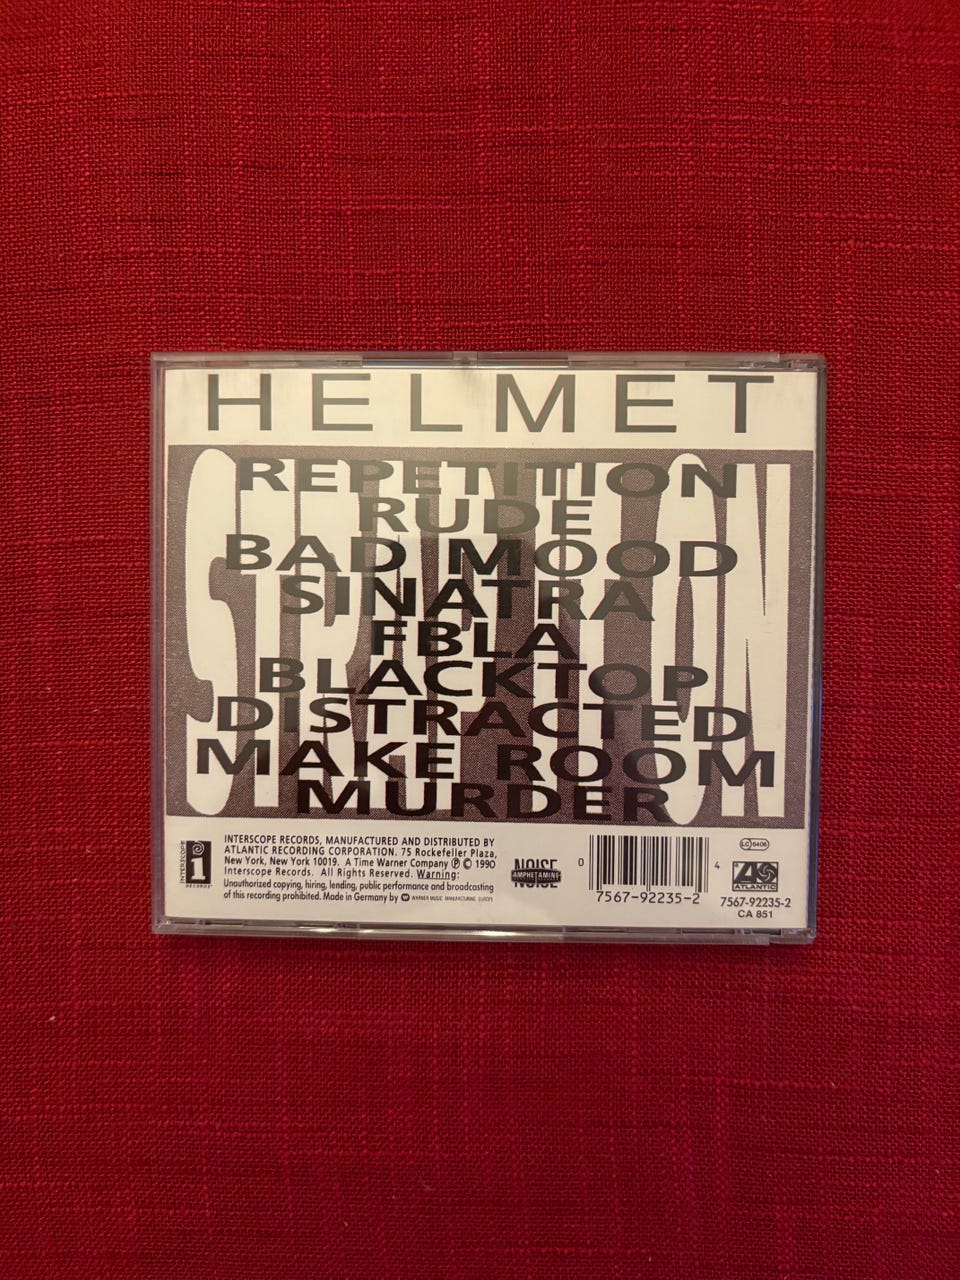 HELMET
STRAP IT ON
REPETITION
RUDE
BAD MOOD
SINATRA
FBLA
BLACKTOP
DISTRACTED
MAKE ROOM
MURDER
INTERSCOPE RECORDS, MANUFACTURED AND DISTRIBUTED BY
ATLANTIC RECORDING CORPORATION. 75 Rockefeller Plaza,
New York, New York 10019. A Time Warner Company ℗ © 1990
Interscope Records. All Rights Reserved. Warning:
Unauthorized copying, hiring, lending, public performance and broadcasting
of this recording prohibited. Made in Germany by WARNER MUSIC MANUFACTURING EUROPE
INTERSCOPE
RECORDS
NOISE
AMPHETAMINE
NOISE
0
4
7567-92235-2
LC 6406
ATLANTIC
7567-92235-2
CA 851